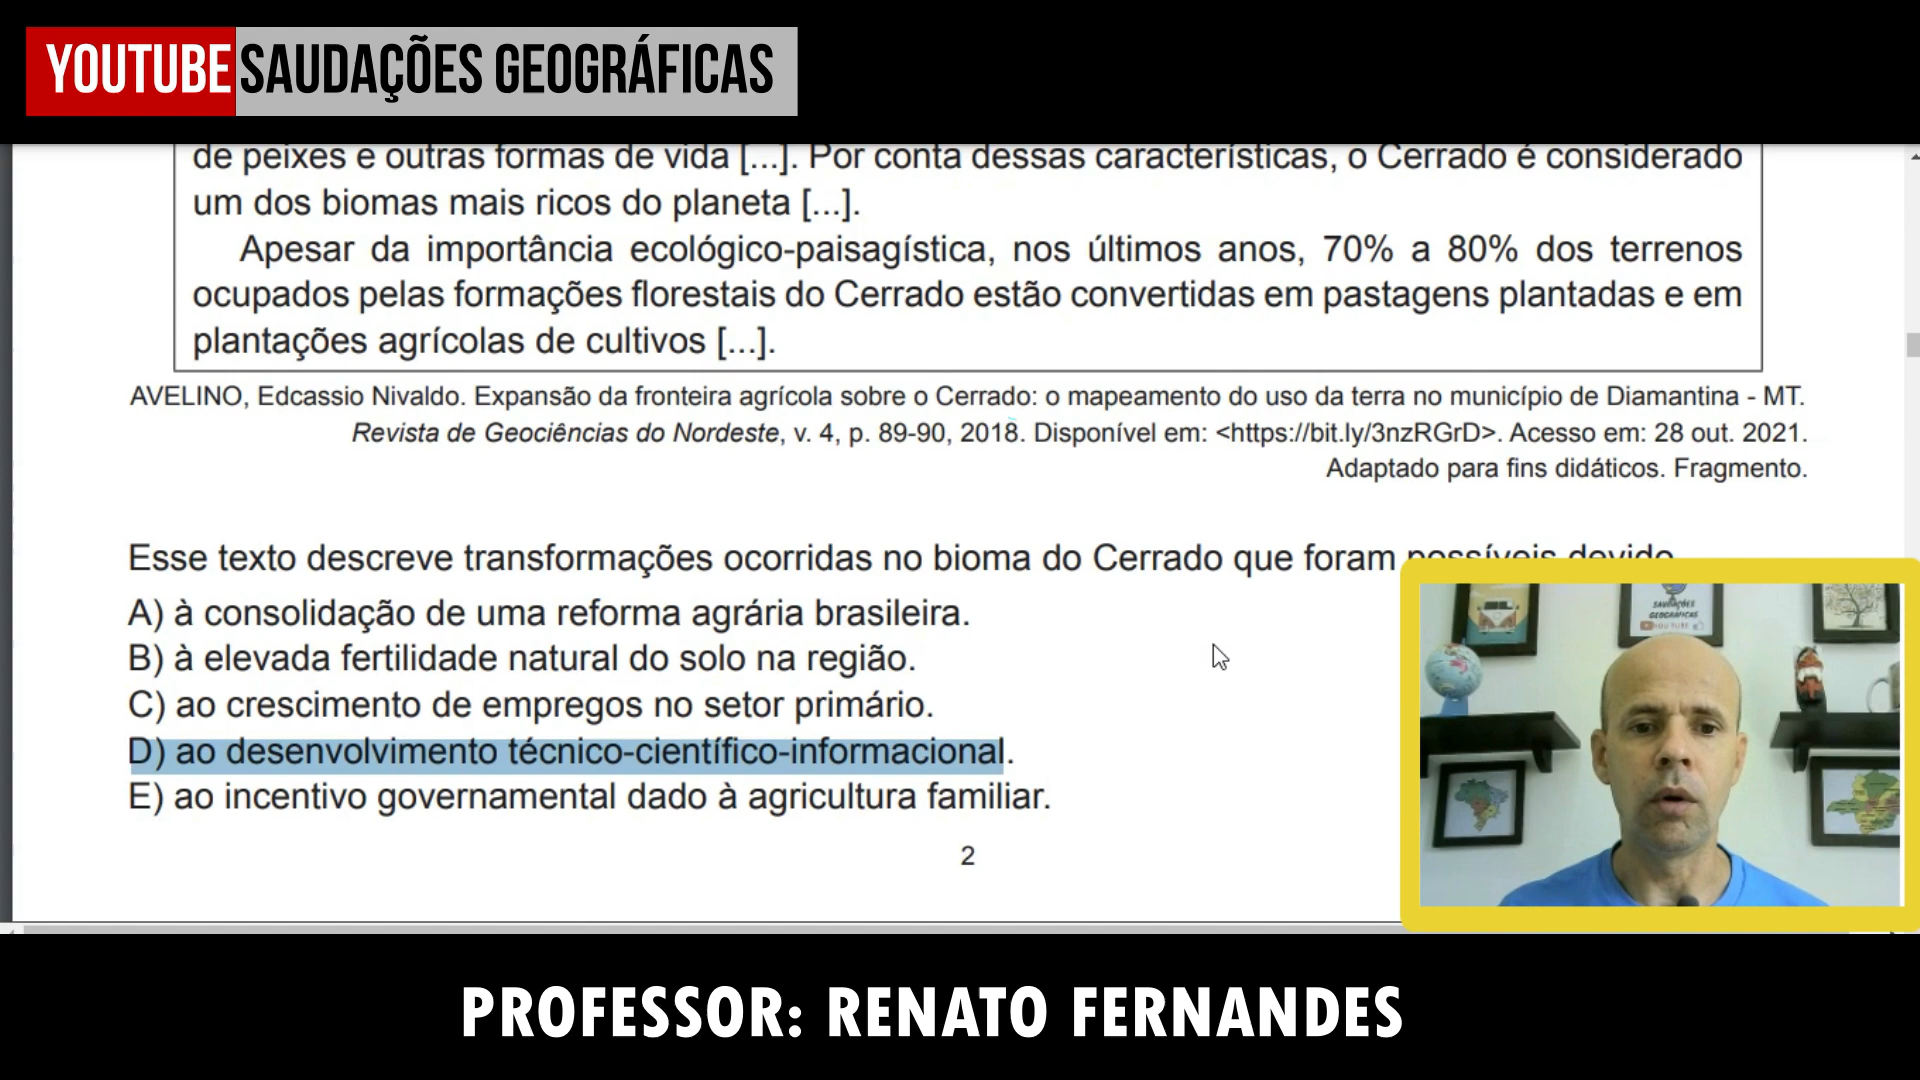 YOUTUBE SAUDAÇÕES GEOGRÁFICAS
de peixes e outras formas de vida [...]. Por conta dessas características, o Cerrado é considerado
um dos biomas mais ricos do planeta [...].
Apesar da importância ecológico-paisagística, nos últimos anos, 70% a 80% dos terrenos
ocupados pelas formações florestais do Cerrado estão convertidas em pastagens plantadas e em
plantações agrícolas de cultivos [...].
AVELINO, Edcassio Nivaldo. Expansão da fronteira agrícola sobre o Cerrado: o mapeamento do uso da terra no município de Diamantina - MT.
Revista de Geociências do Nordeste, v. 4, p. 89-90, 2018. Disponível em: <https://bit.ly/3nzRGrD>. Acesso em: 28 out. 2021.
Adaptado para fins didáticos. Fragmento.
Esse texto descreve transformações ocorridas no bioma do Cerrado que foram possíveis devido
A) à consolidação de uma reforma agrária brasileira.
B) à elevada fertilidade natural do solo na região.
C) ao crescimento de empregos no setor primário.
D) ao desenvolvimento técnico-científico-informacional.
E) ao incentivo governamental dado à agricultura familiar.
2
SAUDAÇÕES
GEOGRÁFICAS
YOUTUBE
PROFESSOR: RENATO FERNANDES